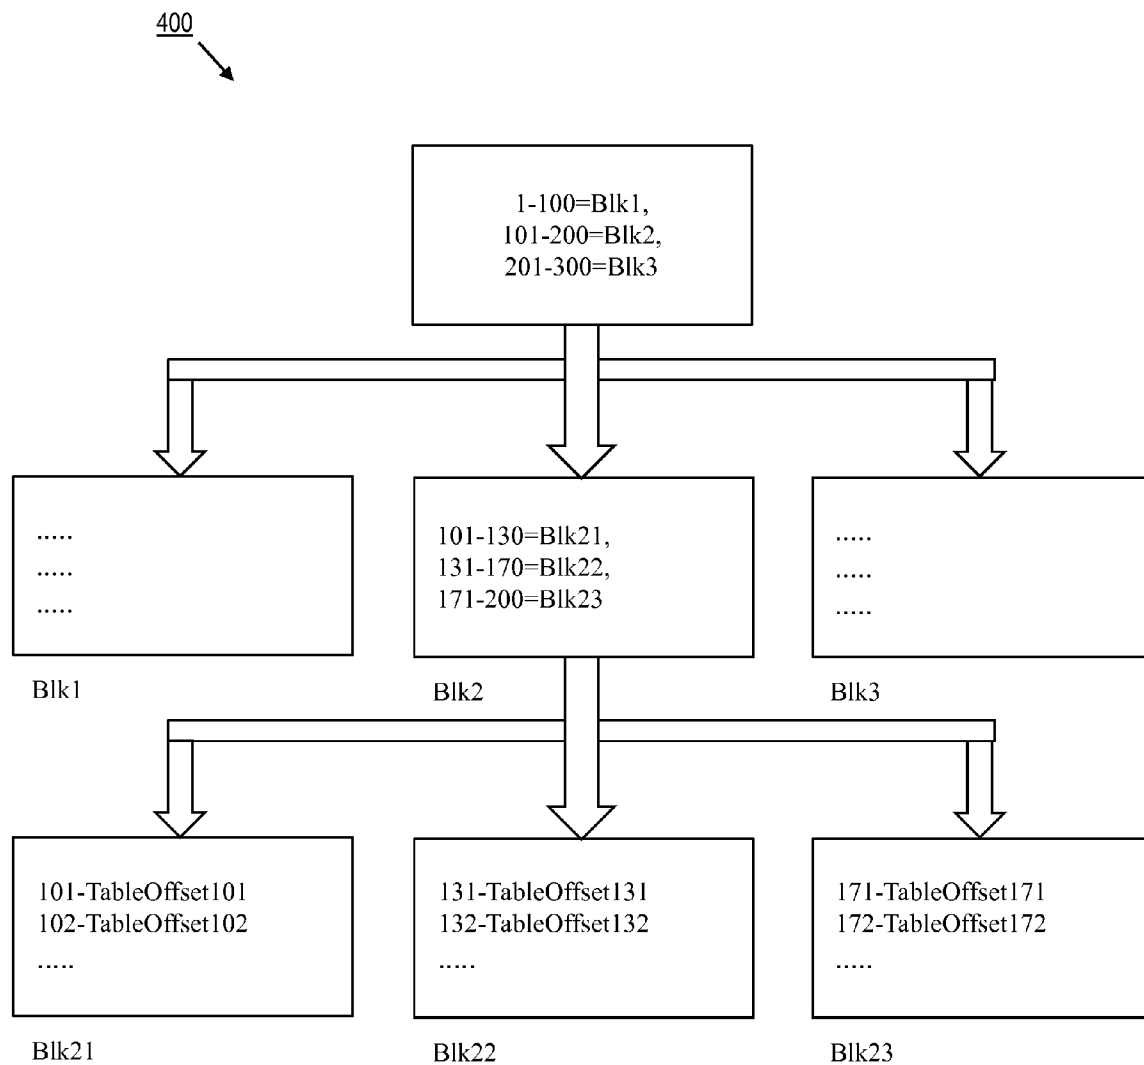 400
1-100=Blk1,
101-200=Blk2,
201-300=Blk3
.....
.....
.....
101-130=Blk21,
131-170=Blk22,
171-200=Blk23
.....
.....
.....
Blk1
Blk2
Blk3
101-TableOffset101
102-TableOffset102
.....
131-TableOffset131
132-TableOffset132
.....
171-TableOffset171
172-TableOffset172
.....
Blk21
Blk22
Blk23